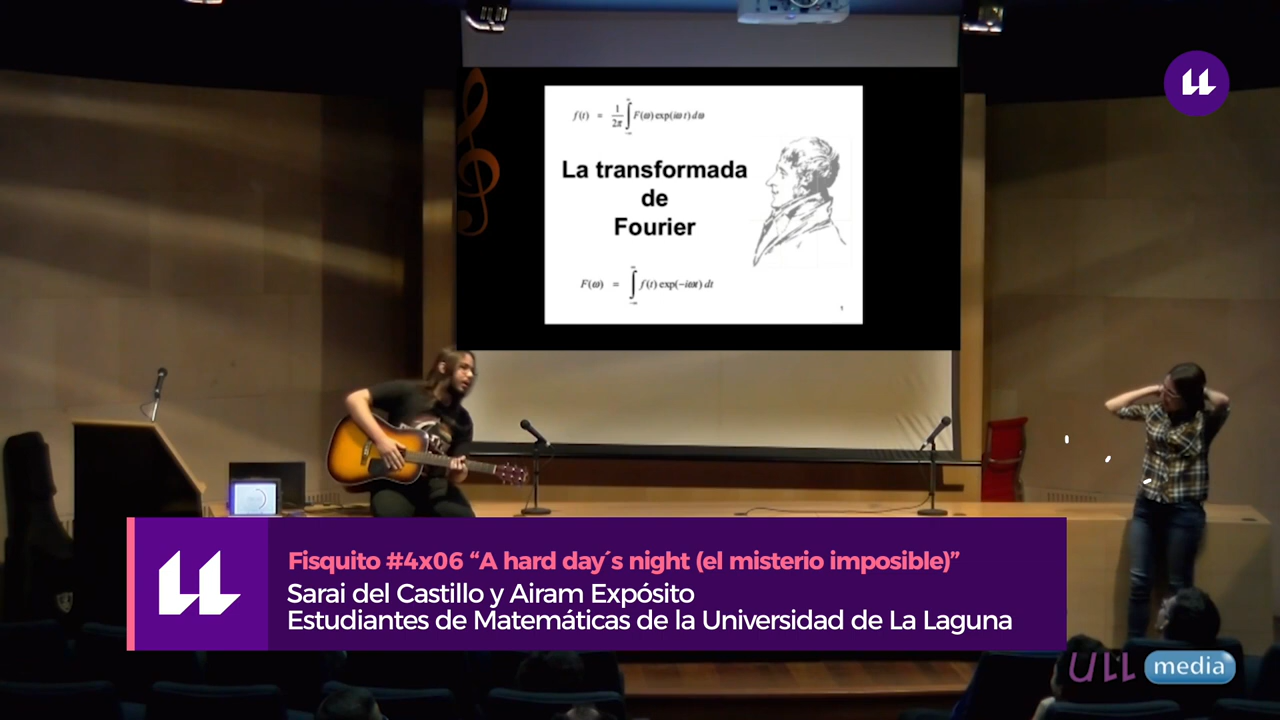 f(t) = 1/2π ∫ F(ω) exp(iω t) dω
La transformada
de
Fourier
F(ω) = ∫ f(t) exp(−iωt) dt
1
Fisquito #4x06 “A hard day´s night (el misterio imposible)”
Sarai del Castillo y Airam Expósito
Estudiantes de Matemáticas de la Universidad de La Laguna
ULL media